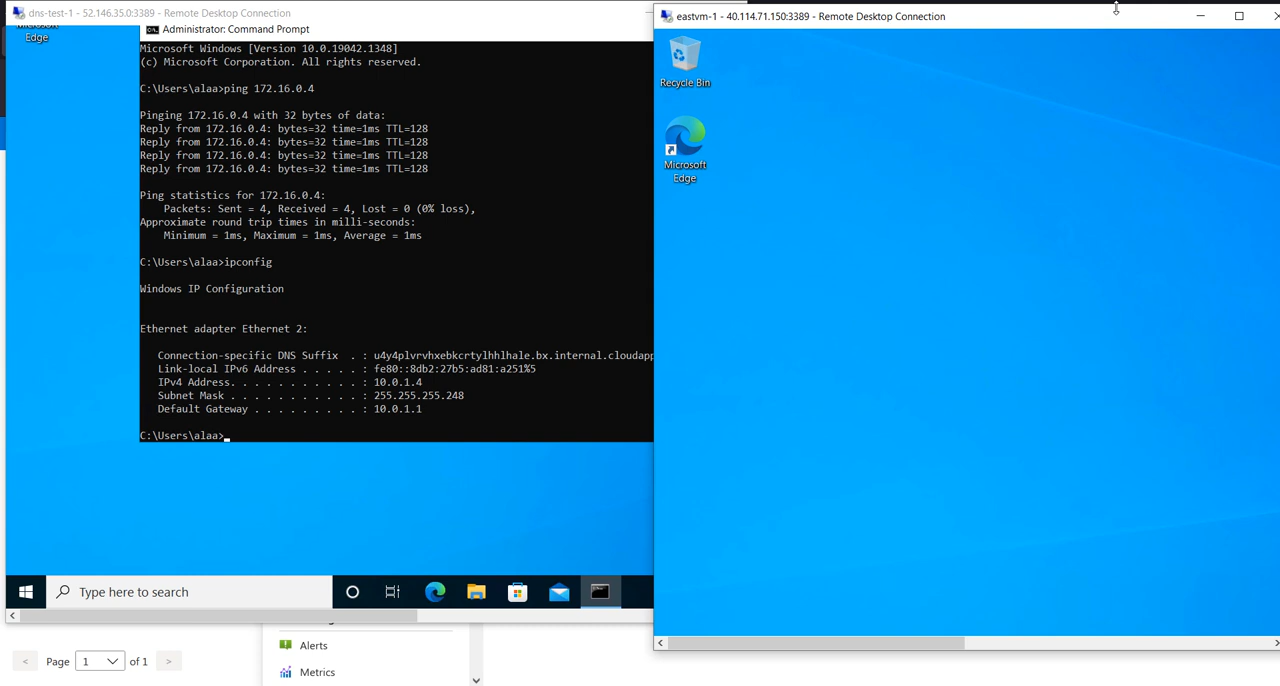 dns-test-1 - 52.146.35.0:3389 - Remote Desktop Connection
Edge
Administrator: Command Prompt
Microsoft Windows [Version 10.0.19042.1348]
(c) Microsoft Corporation. All rights reserved.
C:\Users\alaa>ping 172.16.0.4
Pinging 172.16.0.4 with 32 bytes of data:
Reply from 172.16.0.4: bytes=32 time=1ms TTL=128
Reply from 172.16.0.4: bytes=32 time=1ms TTL=128
Reply from 172.16.0.4: bytes=32 time=1ms TTL=128
Reply from 172.16.0.4: bytes=32 time=1ms TTL=128
Ping statistics for 172.16.0.4:
Packets: Sent = 4, Received = 4, Lost = 0 (0% loss),
Approximate round trip times in milli-seconds:
Minimum = 1ms, Maximum = 1ms, Average = 1ms
C:\Users\alaa>ipconfig
Windows IP Configuration
Ethernet adapter Ethernet 2:
Connection-specific DNS Suffix . : u4y4plvrvhxebkcrtylhhlhale.bx.internal.cloudapp
Link-local IPv6 Address . . . . . : fe80::8db2:27b5:ad81:a251%5
IPv4 Address. . . . . . . . . . . : 10.0.1.4
Subnet Mask . . . . . . . . . . . : 255.255.255.248
Default Gateway . . . . . . . . . : 10.0.1.1
C:\Users\alaa>
Type here to search
Alerts
Metrics
< Page 1 of 1 >
eastvm-1 - 40.114.71.150:3389 - Remote Desktop Connection
Recycle Bin
Microsoft
Edge